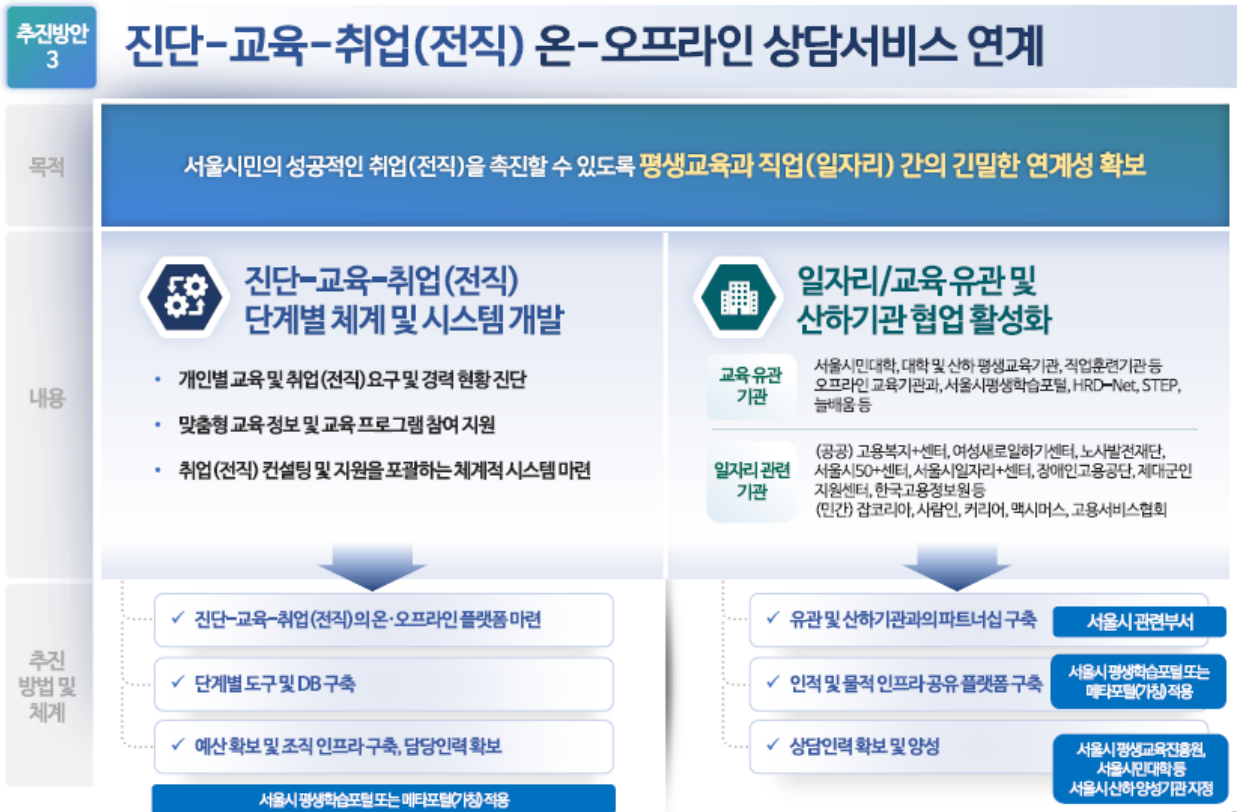 추진방안
3
진단-교육-취업(전직) 온-오프라인 상담서비스 연계
목적
서울시민의 성공적인 취업(전직)을 촉진할 수 있도록 평생교육과 직업(일자리) 간의 긴밀한 연계성 확보
내용
진단-교육-취업(전직)
단계별 체계 및 시스템 개발
• 개인별 교육 및 취업(전직) 요구 및 경력 현황 진단
• 맞춤형 교육 정보 및 교육 프로그램 참여 지원
• 취업(전직) 컨설팅 및 지원을 포괄하는 체계적 시스템 마련
일자리/교육 유관 및
산하기관 협업 활성화
교육 유관
기관
서울시민대학, 대학 및 산하 평생교육기관, 직업훈련기관 등
오프라인 교육기관과, 서울시평생학습포털, HRD-Net, STEP,
늘배움 등
일자리 관련
기관
(공공) 고용복지+센터, 여성새로일하기센터, 노사발전재단,
서울시50+센터, 서울시일자리+센터, 장애인고용공단, 제대군인
지원센터, 한국고용정보원 등
(민간) 잡코리아, 사람인, 커리어, 맥시머스, 고용서비스협회
추진
방법 및
체계
✓ 진단-교육-취업(전직)의 온·오프라인 플랫폼 마련
✓ 단계별 도구 및 DB 구축
✓ 예산 확보 및 조직 인프라 구축, 담당인력 확보
서울시 평생학습포털 또는 메타포털(가칭) 적용
✓ 유관 및 산하기관과의 파트너십 구축
서울시 관련부서
✓ 인적 및 물적 인프라 공유 플랫폼 구축
서울시 평생학습포털 또는
메타포털(가칭) 적용
✓ 상담인력 확보 및 양성
서울시 평생교육진흥원,
서울시민대학 등
서울시 산하 양성기관 지정